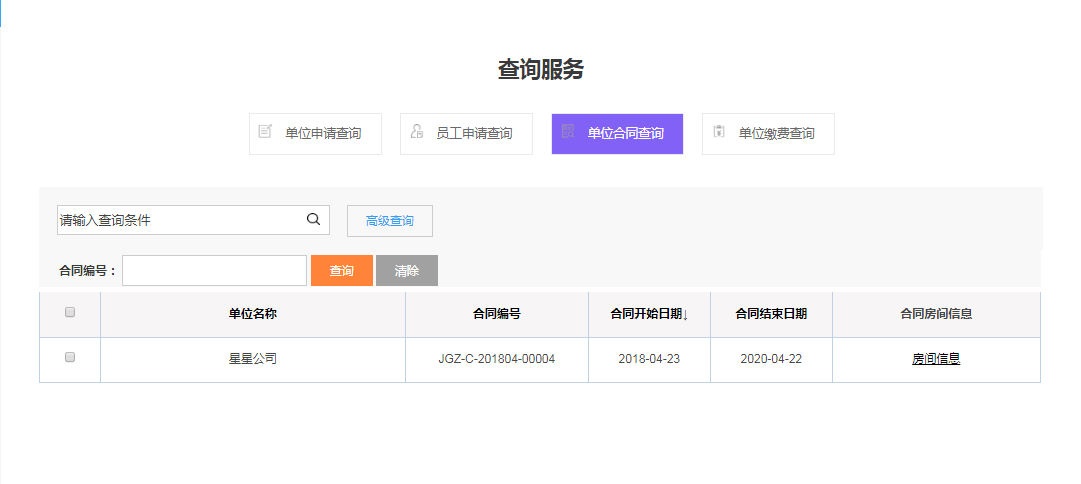 查询服务
单位申请查询 员工申请查询 单位合同查询 单位缴费查询
请输入查询条件 高级查询
合同编号： 查询 清除
单位名称 合同编号 合同开始日期↓ 合同结束日期 合同房间信息
星星公司 JGZ-C-201804-00004 2018-04-23 2020-04-22 房间信息